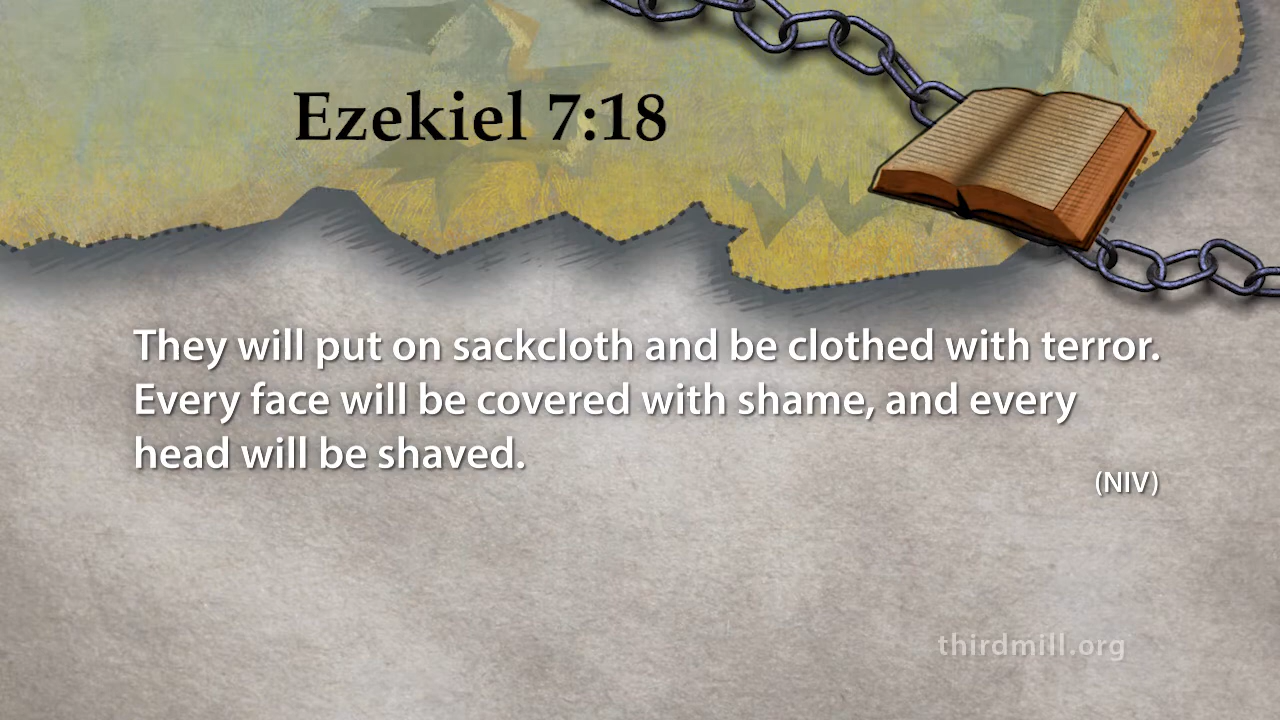 Ezekiel 7:18
They will put on sackcloth and be clothed with terror.
Every face will be covered with shame, and every
head will be shaved.
(NIV)
thirdmill.org